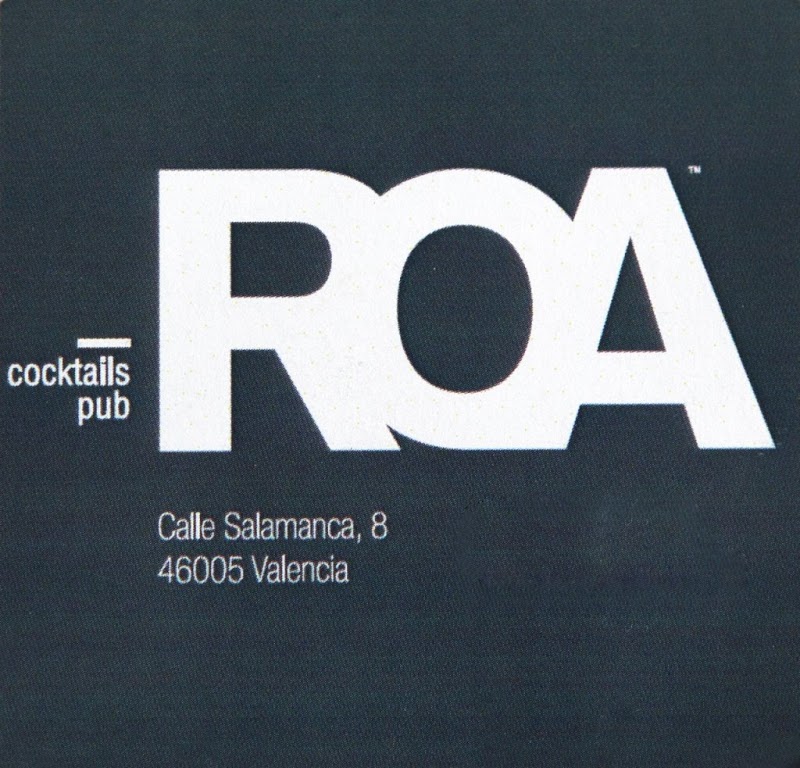 ROA™
cocktails
pub
Calle Salamanca, 8
46005 Valencia